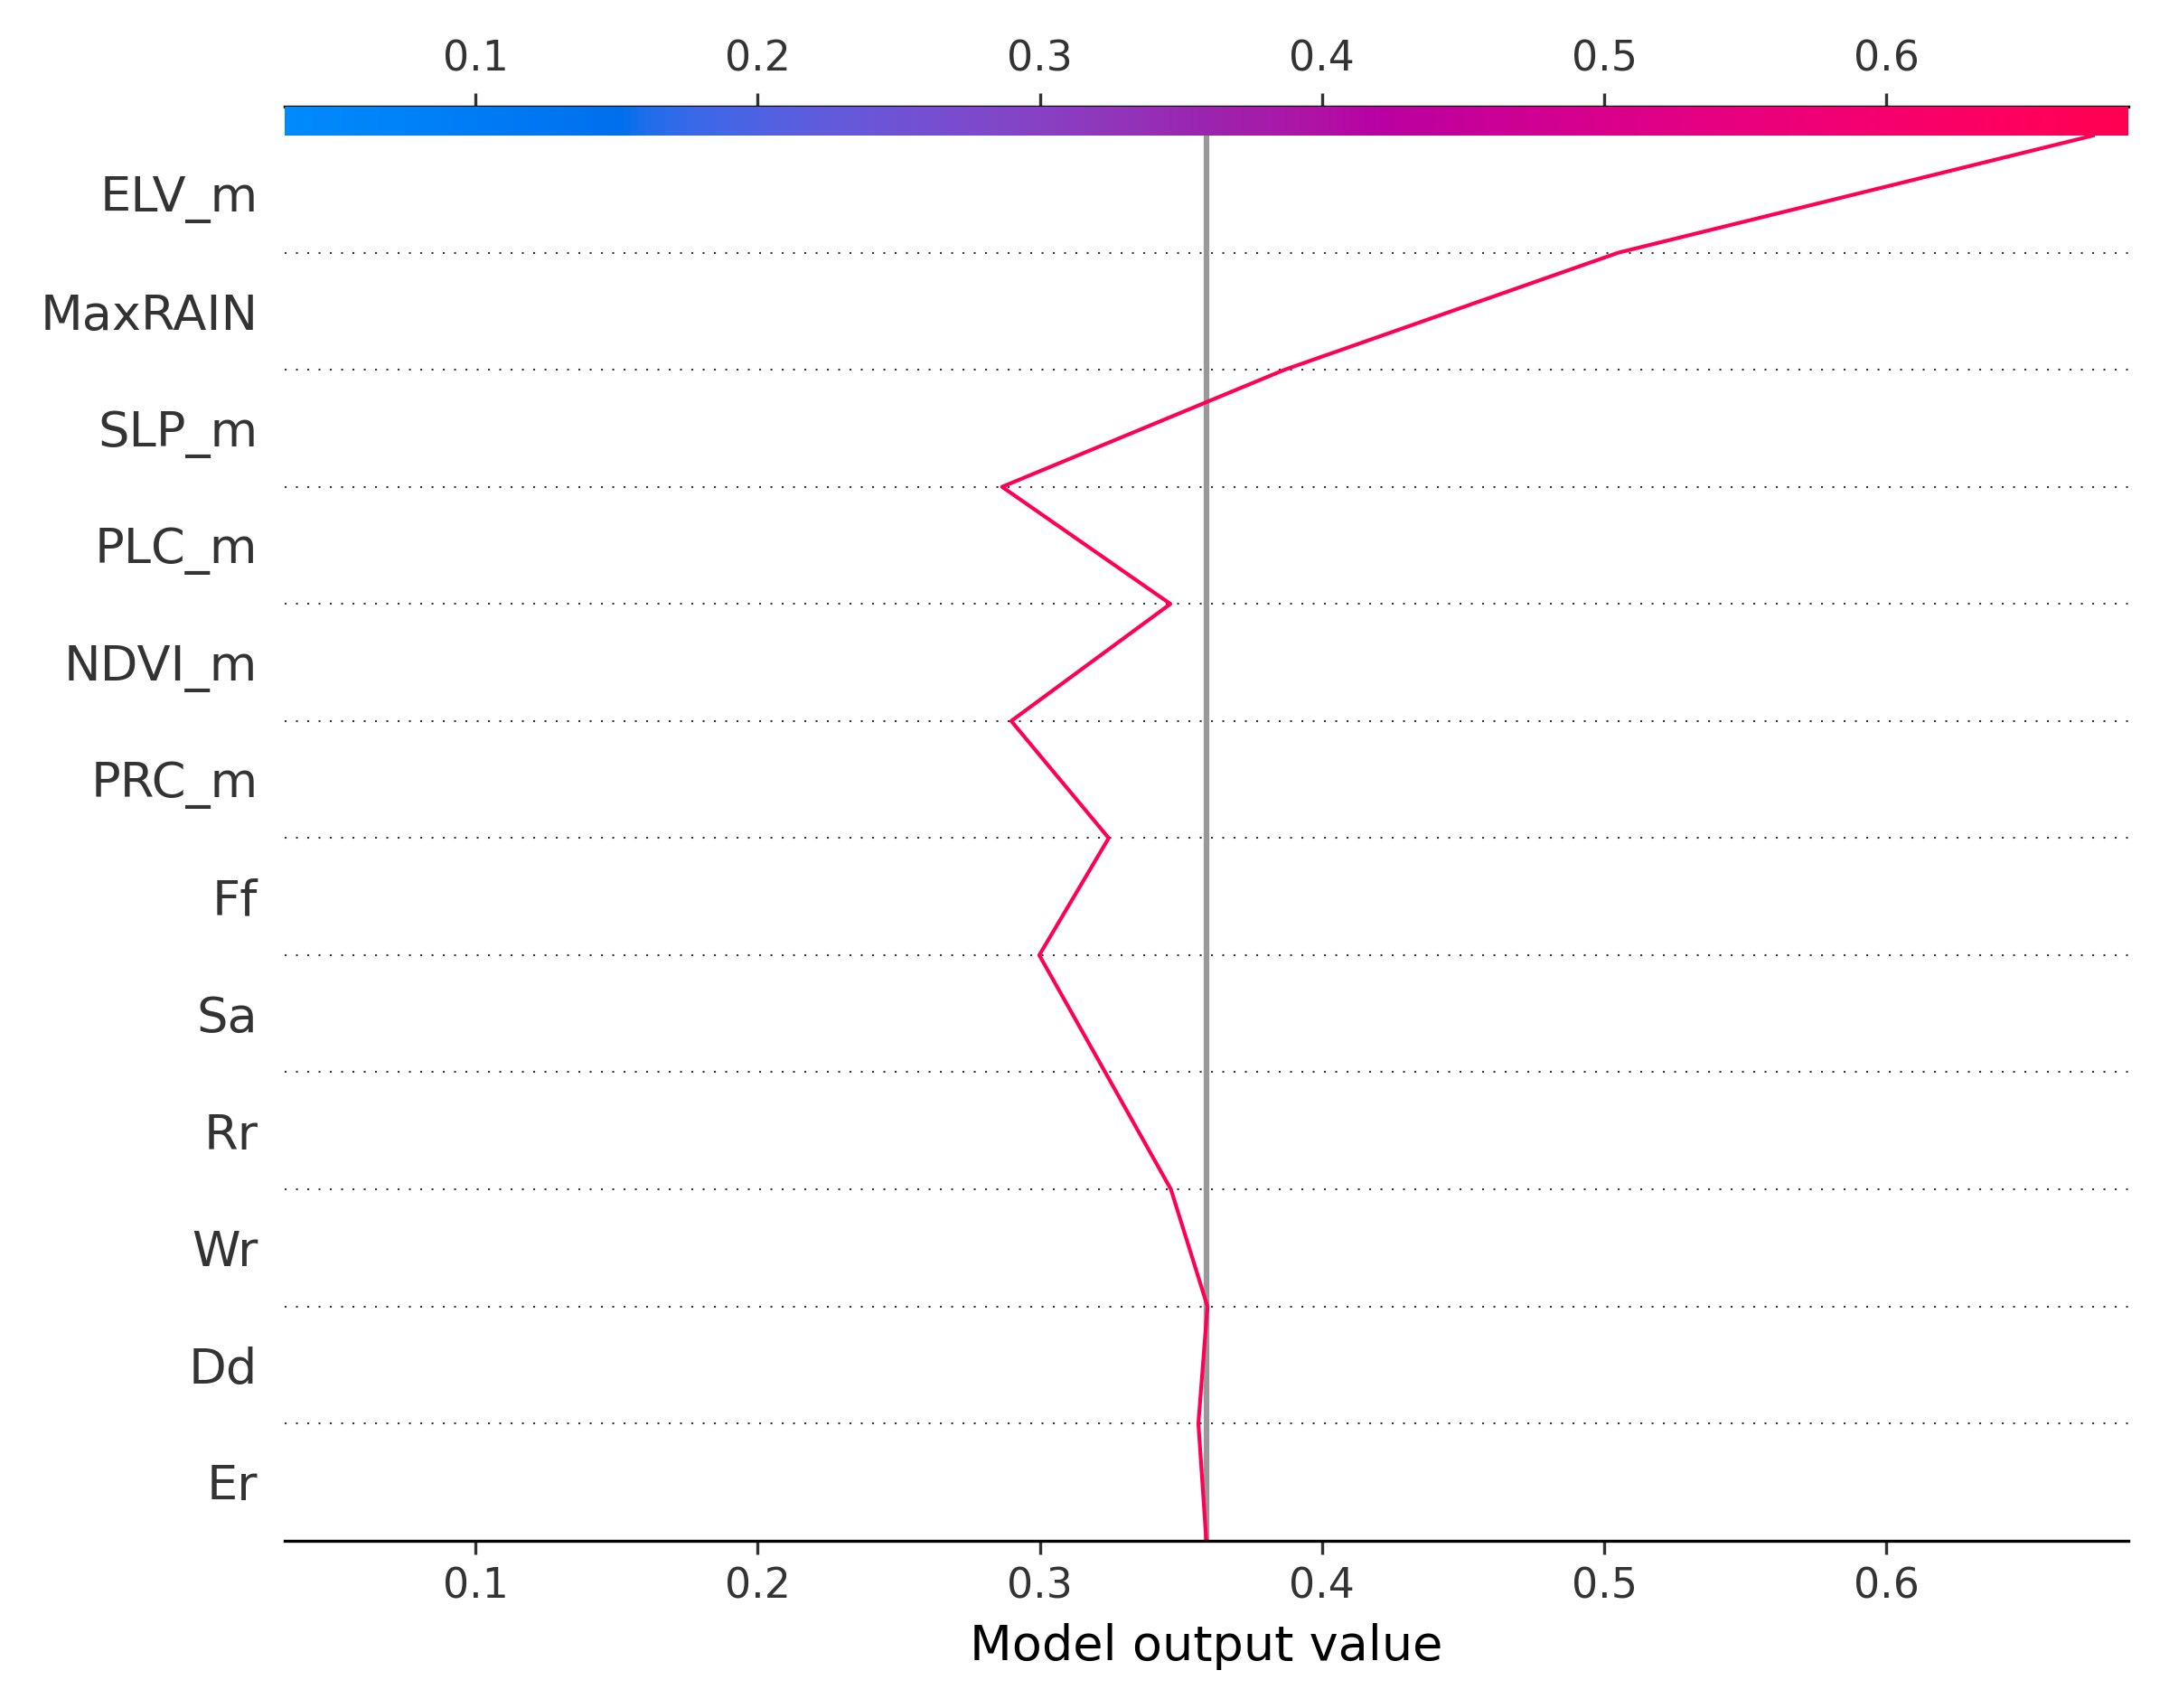 0.1 0.2 0.3 0.4 0.5 0.6
ELV_m
MaxRAIN
SLP_m
PLC_m
NDVI_m
PRC_m
Ff
Sa
Rr
Wr
Dd
Er
0.1 0.2 0.3 0.4 0.5 0.6
Model output value